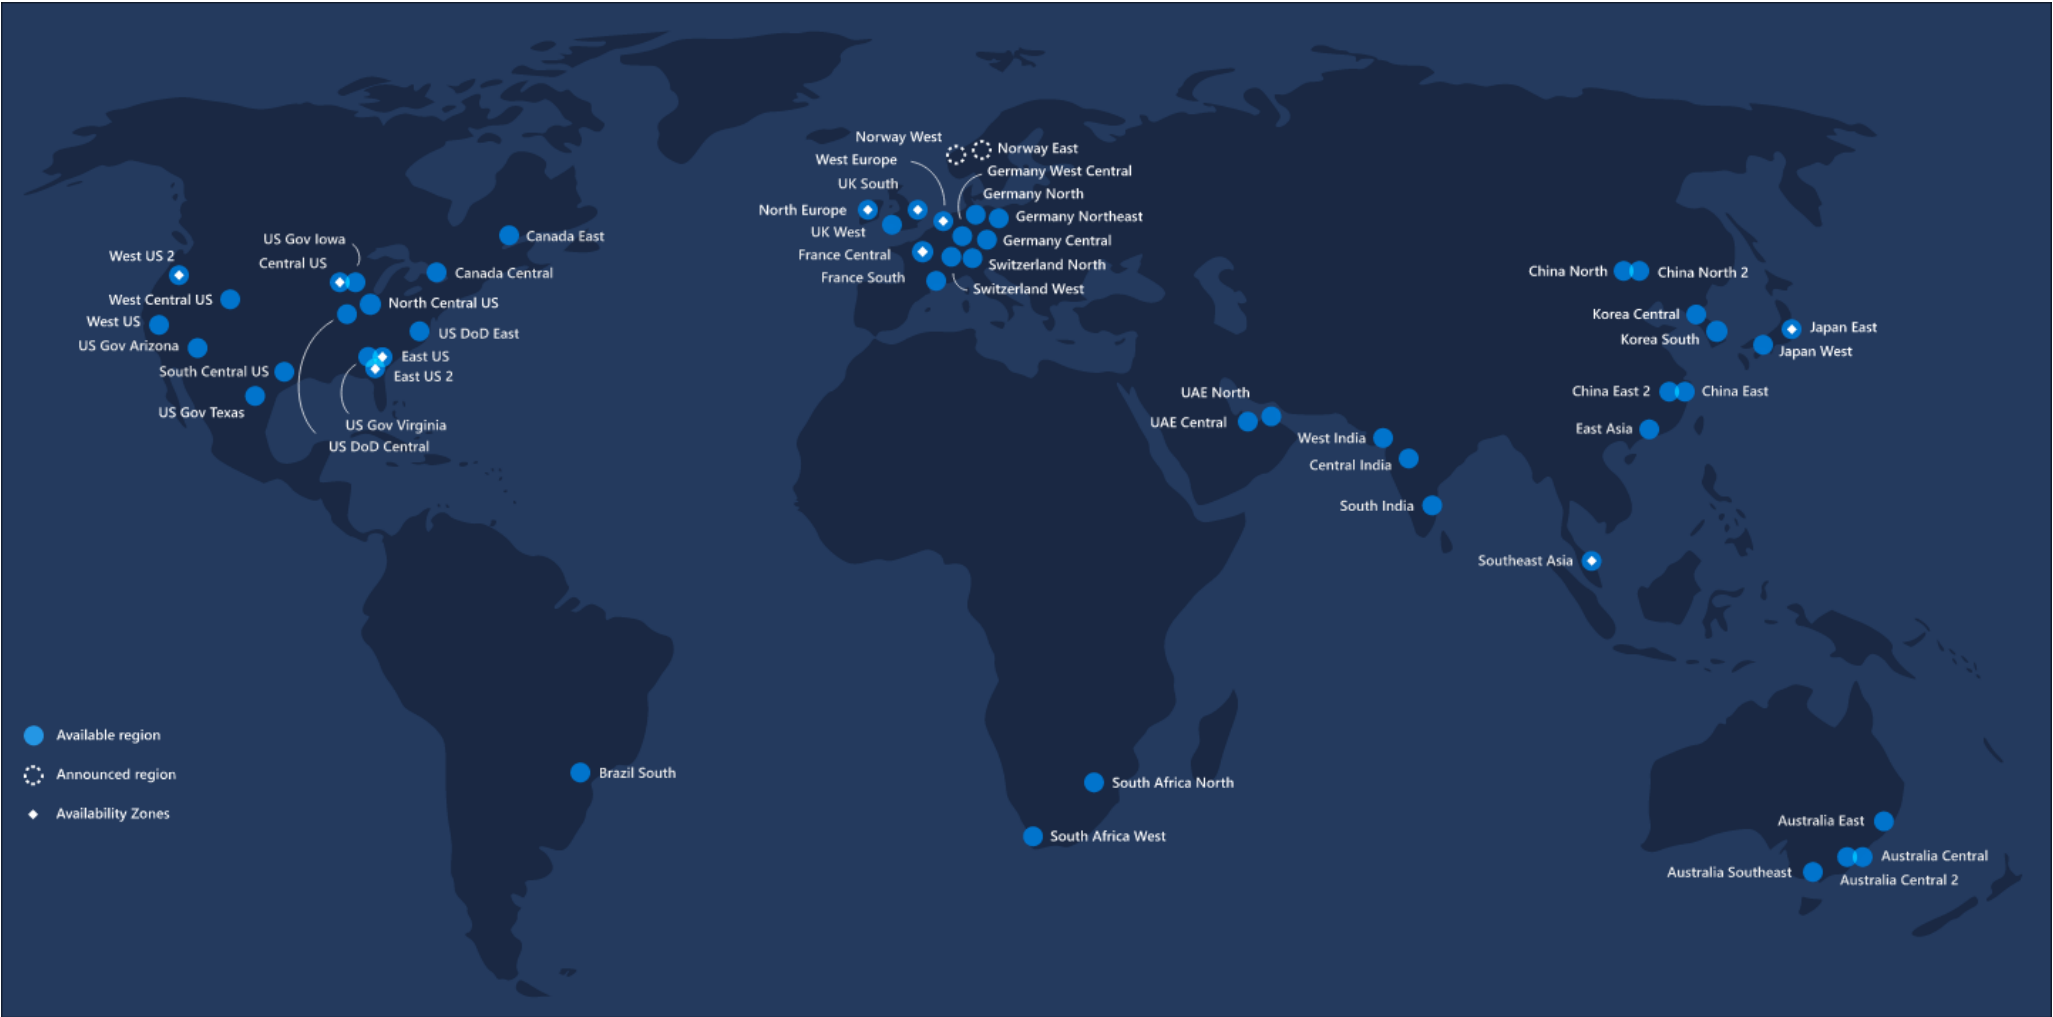 Norway West
Norway East
West Europe
Germany West Central
UK South
Germany North
North Europe
Germany Northeast
UK West
Germany Central
France Central
Switzerland North
France South
Switzerland West
US Gov Iowa
Canada East
West US 2
Central US
Canada Central
West Central US
North Central US
West US
US DoD East
US Gov Arizona
East US
South Central US
East US 2
US Gov Texas
US Gov Virginia
US DoD Central
China North
China North 2
Korea Central
Japan East
Korea South
Japan West
UAE North
China East 2
China East
UAE Central
East Asia
West India
Central India
South India
Southeast Asia
Available region
Announced region
Availability Zones
Brazil South
South Africa North
South Africa West
Australia East
Australia Central
Australia Southeast
Australia Central 2